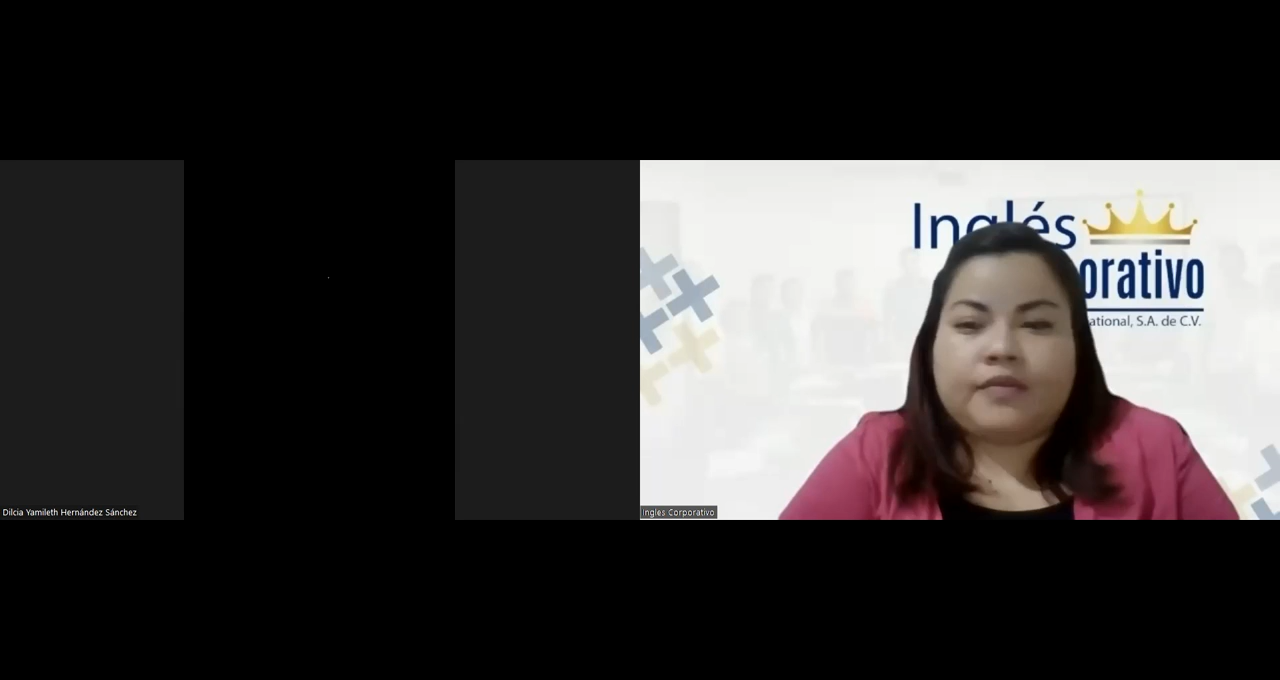 Inglés
orativo
ational, S.A. de C.V.
Dilcia Yamileth Hernández Sánchez
Ingles Corporativo